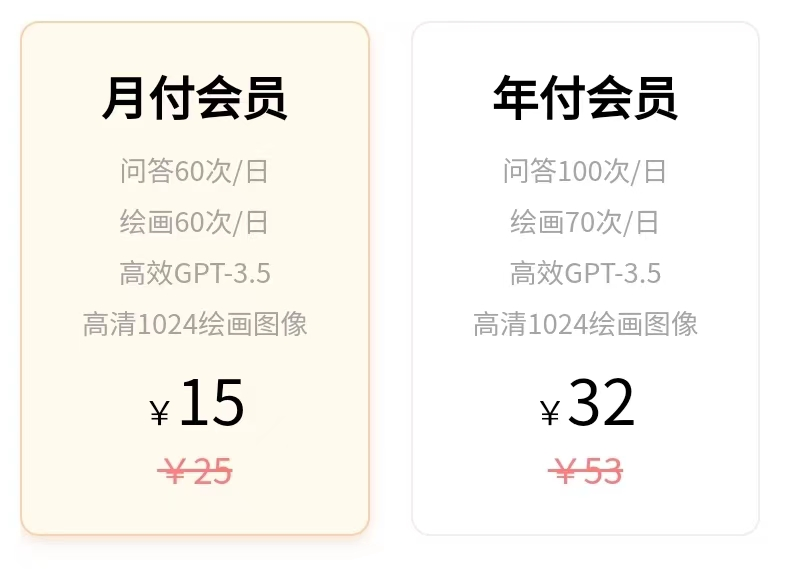 月付会员
问答60次/日
绘画60次/日
高效GPT-3.5
高清1024绘画图像
￥15
￥25
年付会员
问答100次/日
绘画70次/日
高效GPT-3.5
高清1024绘画图像
￥32
￥53